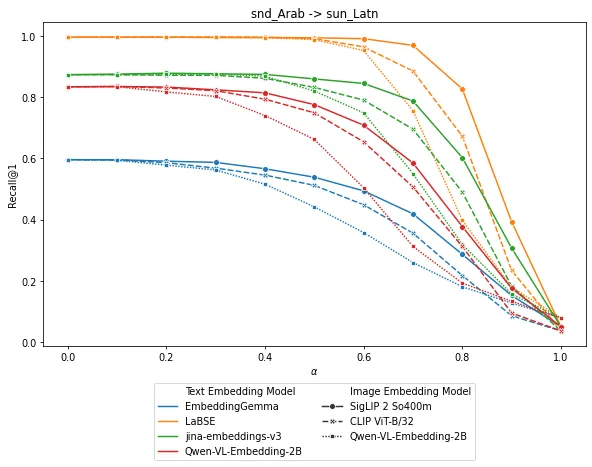 snd_Arab -> sun_Latn
Recall@1
1.0
0.8
0.6
0.4
0.2
0.0
0.0 0.2 0.4 0.6 0.8 1.0
α
Text Embedding Model
EmbeddingGemma
LaBSE
jina-embeddings-v3
Qwen-VL-Embedding-2B
Image Embedding Model
SigLIP 2 So400m
CLIP ViT-B/32
Qwen-VL-Embedding-2B